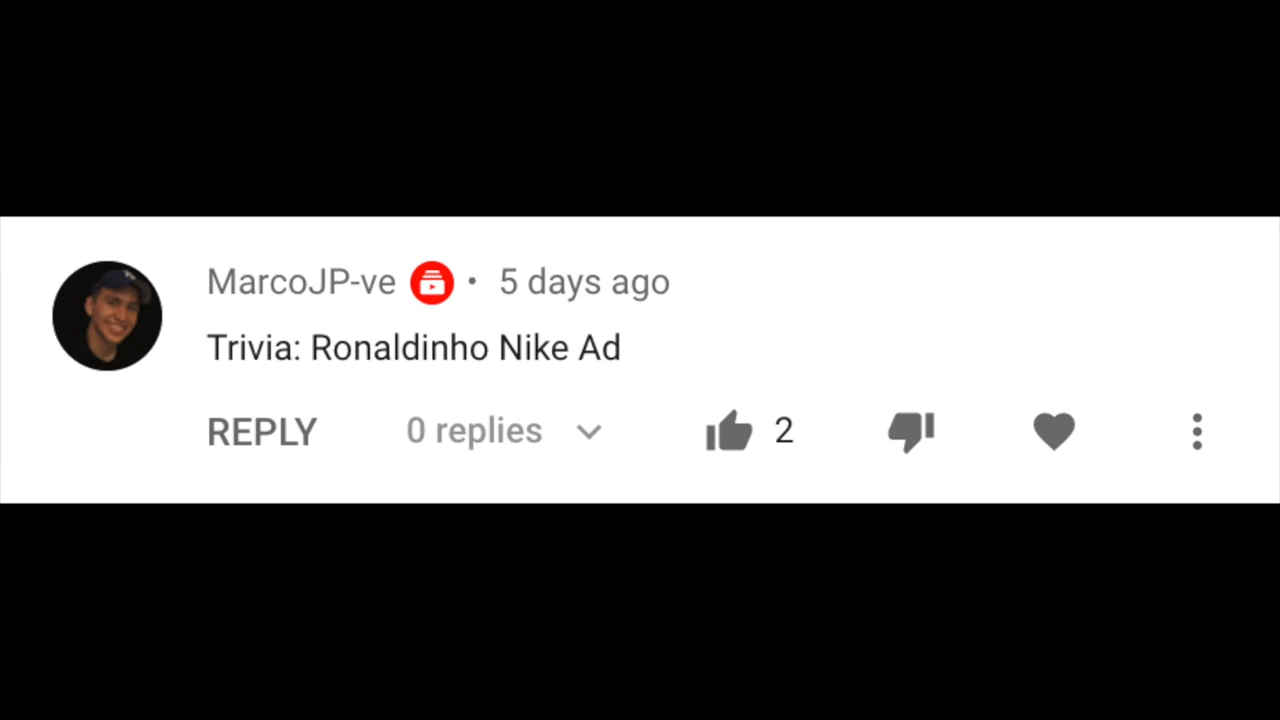 MarcoJP-ve • 5 days ago
Trivia: Ronaldinho Nike Ad
REPLY 0 replies 2